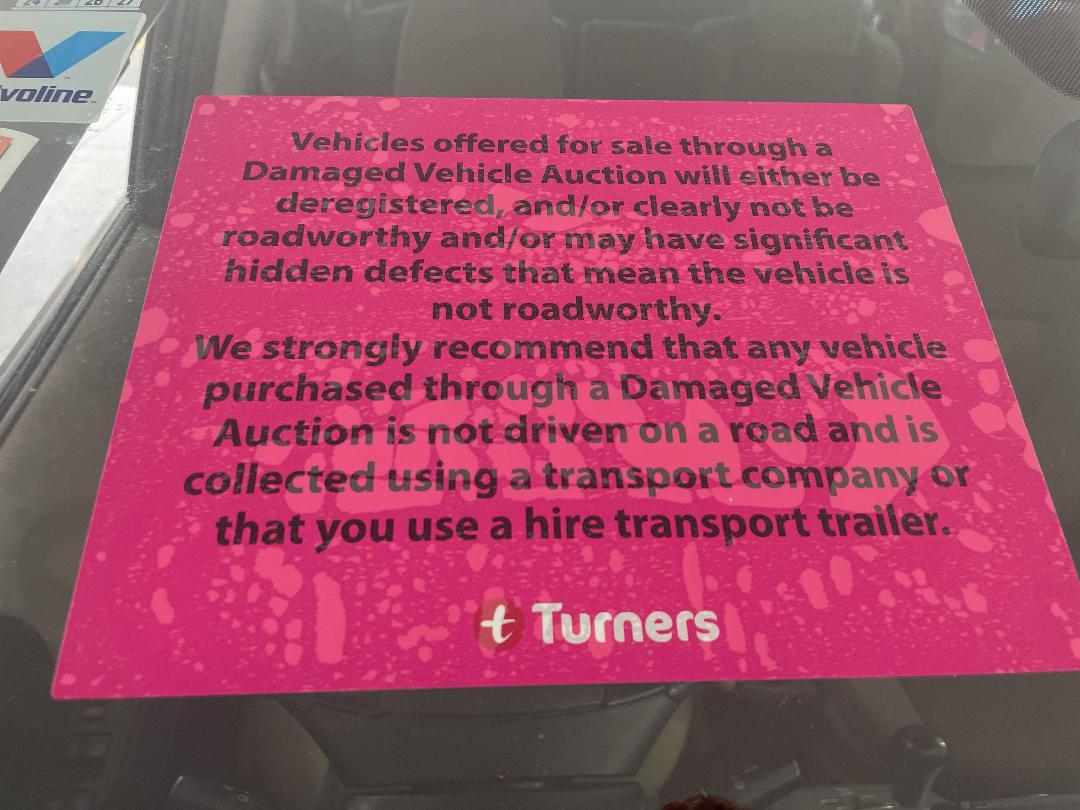 24 26 27
voline
Vehicles offered for sale through a
Damaged Vehicle Auction will either be
deregistered, and/or clearly not be
roadworthy and/or may have significant
hidden defects that mean the vehicle is
not roadworthy.
We strongly recommend that any vehicle
purchased through a Damaged Vehicle
Auction is not driven on a road and is
collected using a transport company or
that you use a hire transport trailer.
t Turners